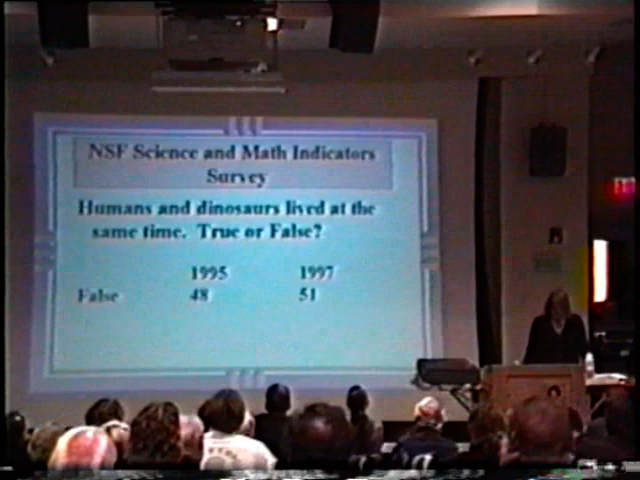 NSF Science and Math Indicators
Survey
Humans and dinosaurs lived at the
same time. True or False?
1995 1997
False 48 51